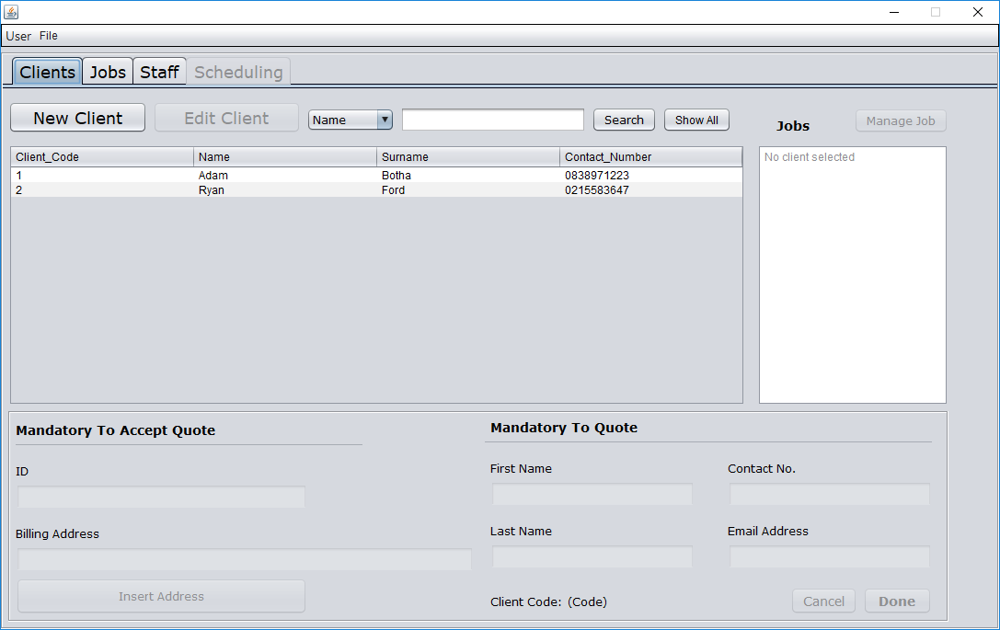 User File
Clients Jobs Staff Scheduling
New Client Edit Client Name Search Show All Jobs Manage Job
Client_Code Name Surname Contact_Number
1 Adam Botha 0838971223
2 Ryan Ford 0215583647
No client selected
Mandatory To Accept Quote
ID
Billing Address
Insert Address
Mandatory To Quote
First Name Contact No.
Last Name Email Address
Client Code: (Code) Cancel Done